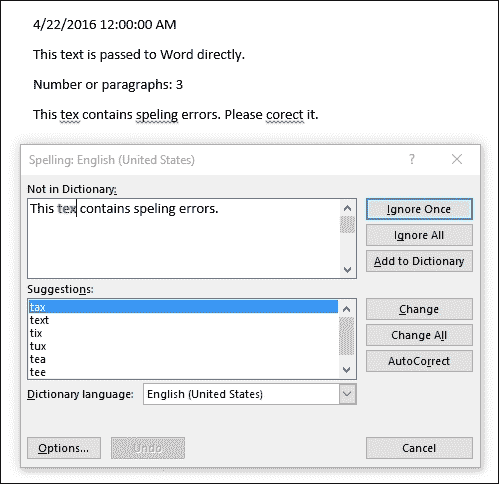 4/22/2016 12:00:00 AM
This text is passed to Word directly.
Number or paragraphs: 3
This tex contains speling errors. Please corect it.
Spelling: English (United States)
? ×
Not in Dictionary:
This tex contains speling errors.
Ignore Once
Ignore All
Add to Dictionary
Suggestions:
tax
text
tix
tux
tea
tee
Change
Change All
AutoCorrect
Dictionary language: English (United States)
Options... Undo Cancel